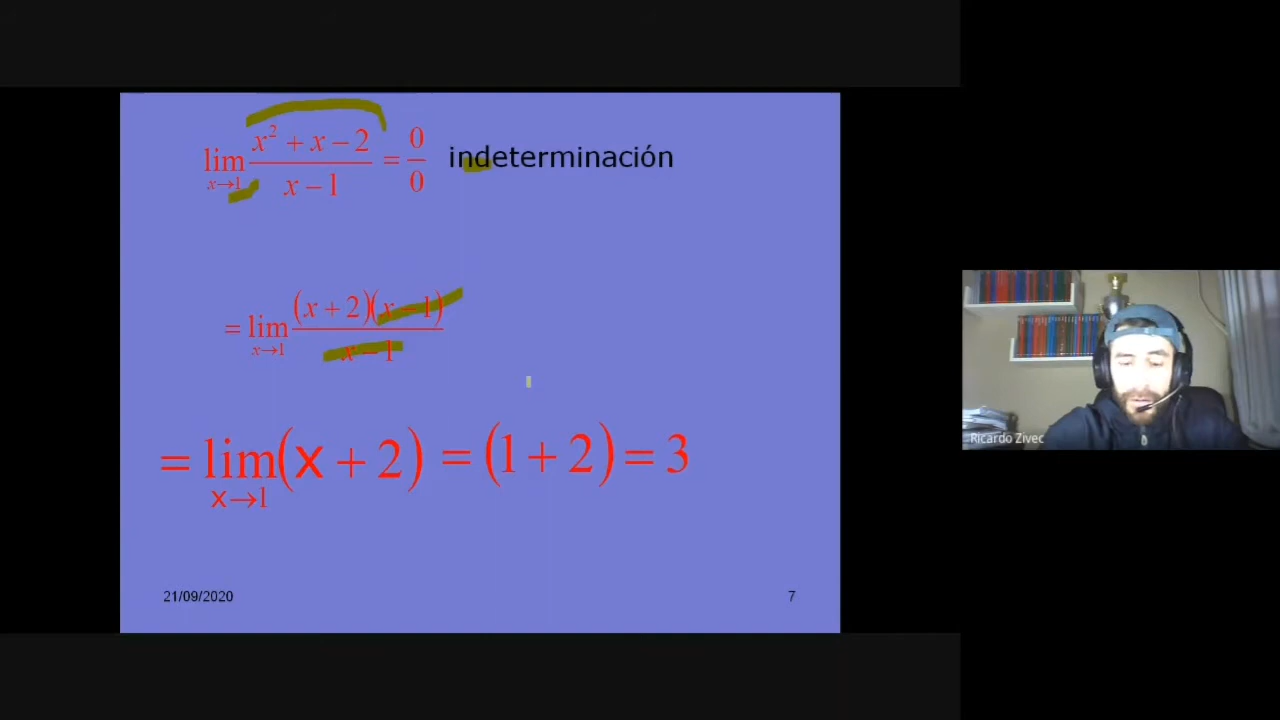 lim x→1 (x² + x − 2)/(x − 1) = 0/0 indeterminación
= lim x→1 (x + 2)(x − 1)/(x − 1)
= lim x→1 (x + 2) = (1 + 2) = 3
21/09/2020 7
Ricardo Zivec